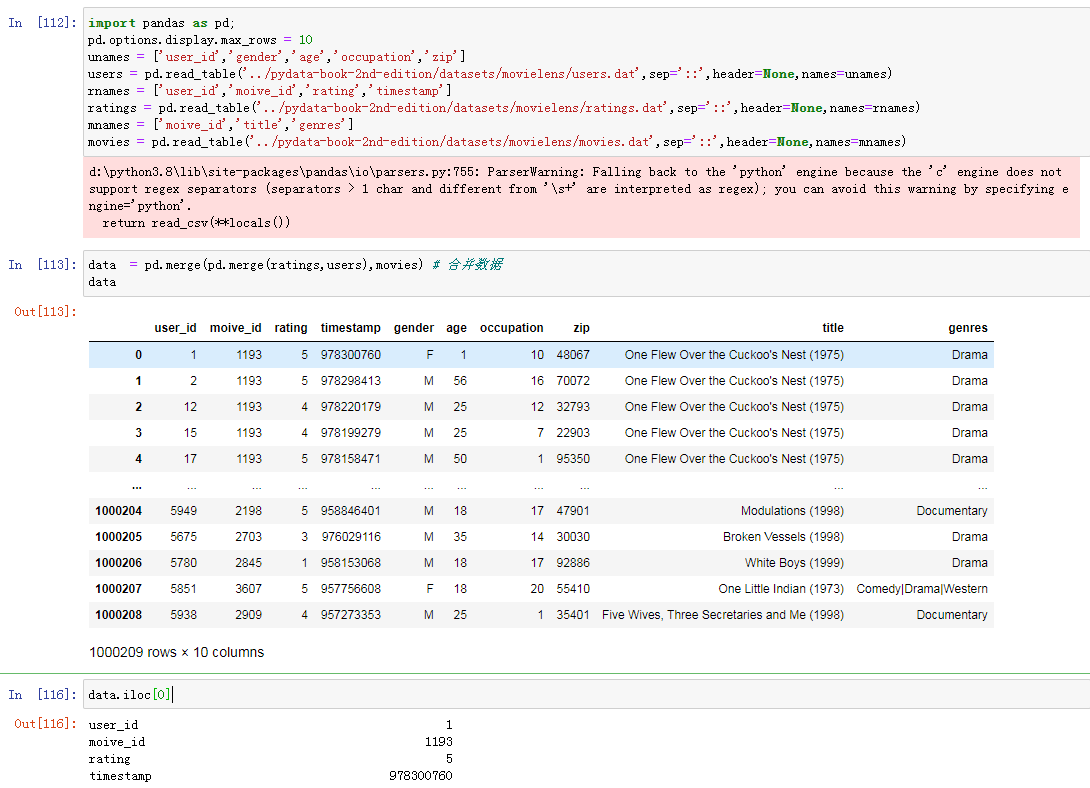 In [112]: import pandas as pd;
pd.options.display.max_rows = 10
unames = ['user_id','gender','age','occupation','zip']
users = pd.read_table('../pydata-book-2nd-edition/datasets/movielens/users.dat',sep='::',header=None,names=unames)
rnames = ['user_id','moive_id','rating','timestamp']
ratings = pd.read_table('../pydata-book-2nd-edition/datasets/movielens/ratings.dat',sep='::',header=None,names=rnames)
mnames = ['moive_id','title','genres']
movies = pd.read_table('../pydata-book-2nd-edition/datasets/movielens/movies.dat',sep='::',header=None,names=mnames)
d:\python3.8\lib\site-packages\pandas\io\parsers.py:755: ParserWarning: Falling back to the 'python' engine because the 'c' engine does not
support regex separators (separators > 1 char and different from '\s+' are interpreted as regex); you can avoid this warning by specifying e
ngine='python'.
return read_csv(**locals())
In [113]: data = pd.merge(pd.merge(ratings,users),movies) # 合并数据
data
Out[113]:
user_id moive_id rating timestamp gender age occupation zip title genres
0 1 1193 5 978300760 F 1 10 48067 One Flew Over the Cuckoo's Nest (1975) Drama
1 2 1193 5 978298413 M 56 16 70072 One Flew Over the Cuckoo's Nest (1975) Drama
2 12 1193 4 978220179 M 25 12 32793 One Flew Over the Cuckoo's Nest (1975) Drama
3 15 1193 4 978199279 M 25 7 22903 One Flew Over the Cuckoo's Nest (1975) Drama
4 17 1193 5 978158471 M 50 1 95350 One Flew Over the Cuckoo's Nest (1975) Drama
... ... ... ... ... ... ... ... ... ... ...
1000204 5949 2198 5 958846401 M 18 17 47901 Modulations (1998) Documentary
1000205 5675 2703 3 976029116 M 35 14 30030 Broken Vessels (1998) Drama
1000206 5780 2845 1 958153068 M 18 17 92886 White Boys (1999) Drama
1000207 5851 3607 5 957756608 F 18 20 55410 One Little Indian (1973) Comedy|Drama|Western
1000208 5938 2909 4 957273353 M 25 1 35401 Five Wives, Three Secretaries and Me (1998) Documentary
1000209 rows × 10 columns
In [116]: data.iloc[0]
Out[116]: user_id 1
moive_id 1193
rating 5
timestamp 978300760